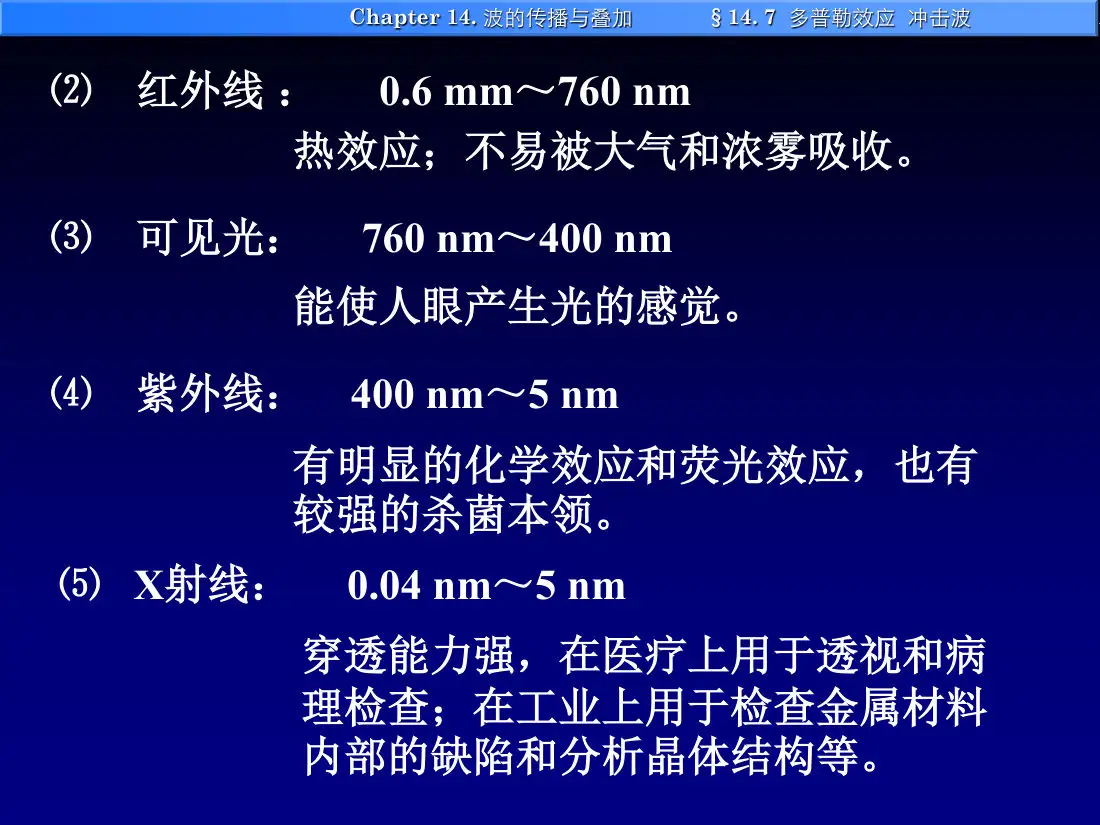 Chapter 14. 波的传播与叠加 §14.7 多普勒效应 冲击波
(2) 红外线： 0.6 mm～760 nm
热效应；不易被大气和浓雾吸收。
(3) 可见光： 760 nm～400 nm
能使人眼产生光的感觉。
(4) 紫外线： 400 nm～5 nm
有明显的化学效应和荧光效应，也有
较强的杀菌本领。
(5) X射线： 0.04 nm～5 nm
穿透能力强，在医疗上用于透视和病
理检查；在工业上用于检查金属材料
内部的缺陷和分析晶体结构等。